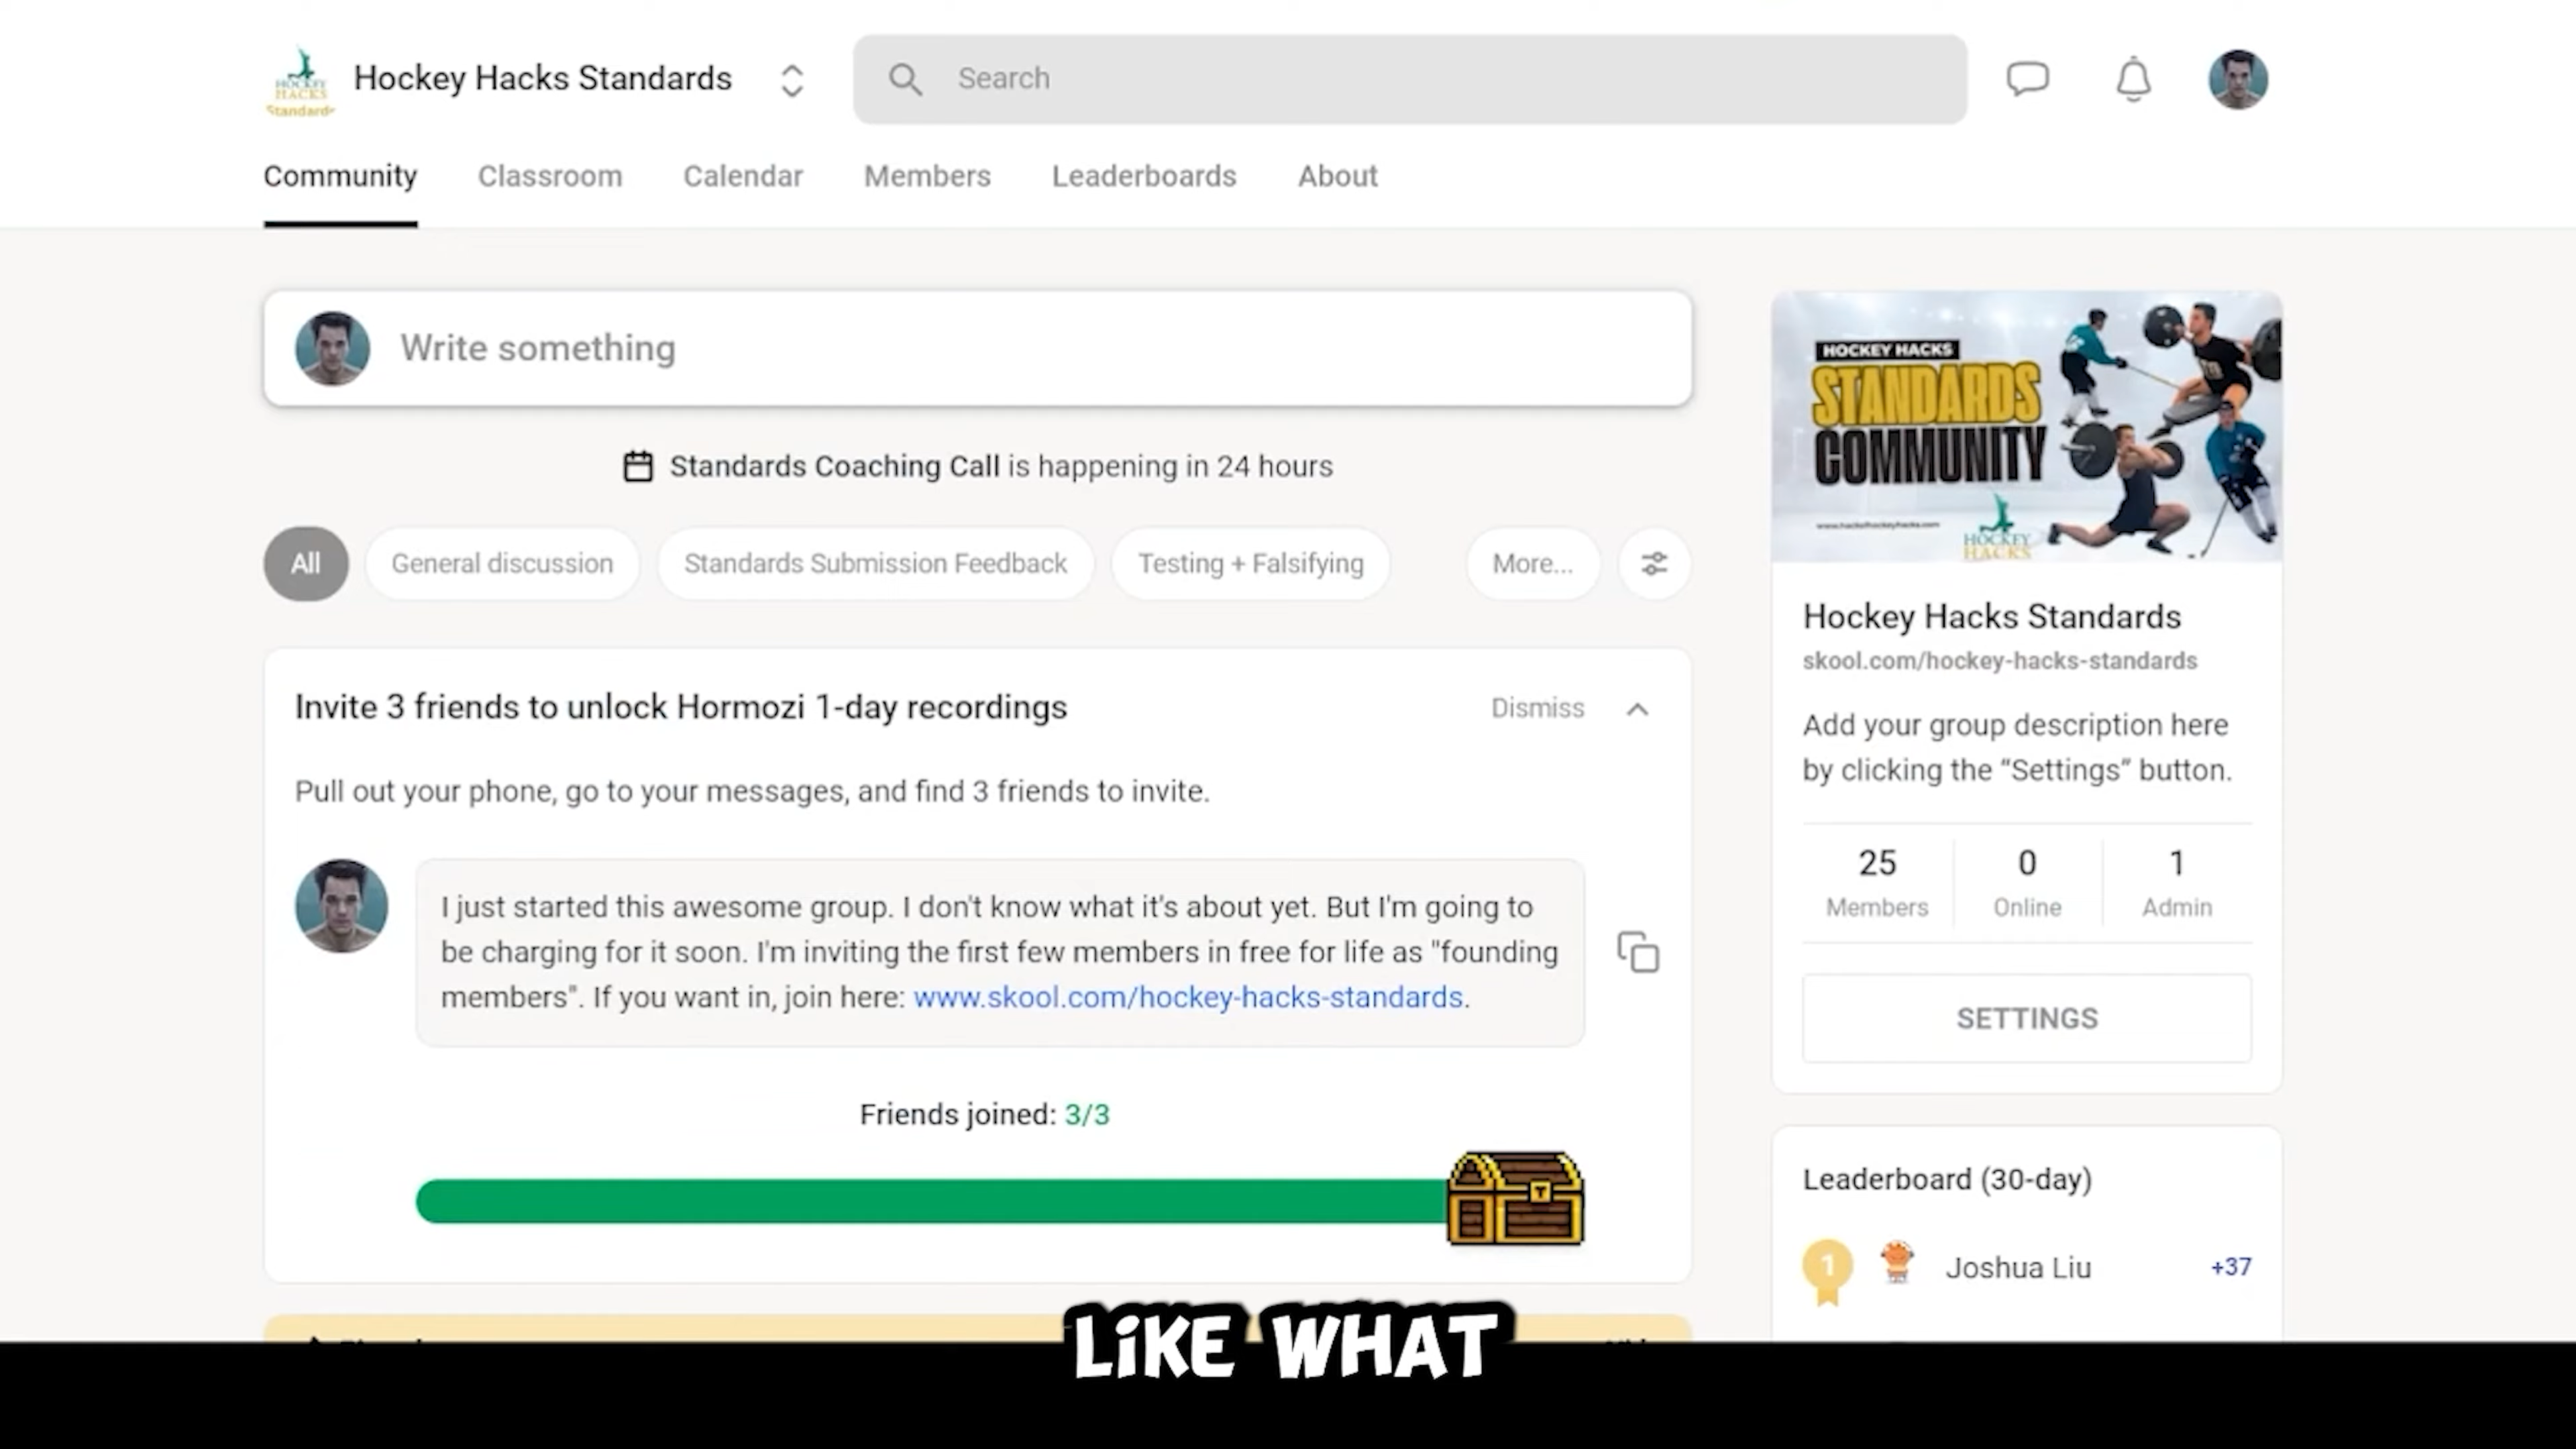 HOCKEY
HACKS
Standards
Hockey Hacks Standards
Search
Community
Classroom
Calendar
Members
Leaderboards
About
Write something
Standards Coaching Call is happening in 24 hours
All
General discussion
Standards Submission Feedback
Testing + Falsifying
More...
Invite 3 friends to unlock Hormozi 1-day recordings
Dismiss
Pull out your phone, go to your messages, and find 3 friends to invite.
I just started this awesome group. I don't know what it's about yet. But I'm going to
be charging for it soon. I'm inviting the first few members in free for life as "founding
members". If you want in, join here: www.skool.com/hockey-hacks-standards.
Friends joined: 3/3
HOCKEY HACKS
STANDARDS
COMMUNITY
HOCKEY
HACKS
Hockey Hacks Standards
skool.com/hockey-hacks-standards
Add your group description here
by clicking the “Settings” button.
25
Members
0
Online
1
Admin
SETTINGS
Leaderboard (30-day)
1
Joshua Liu
+37
LIKE WHAT